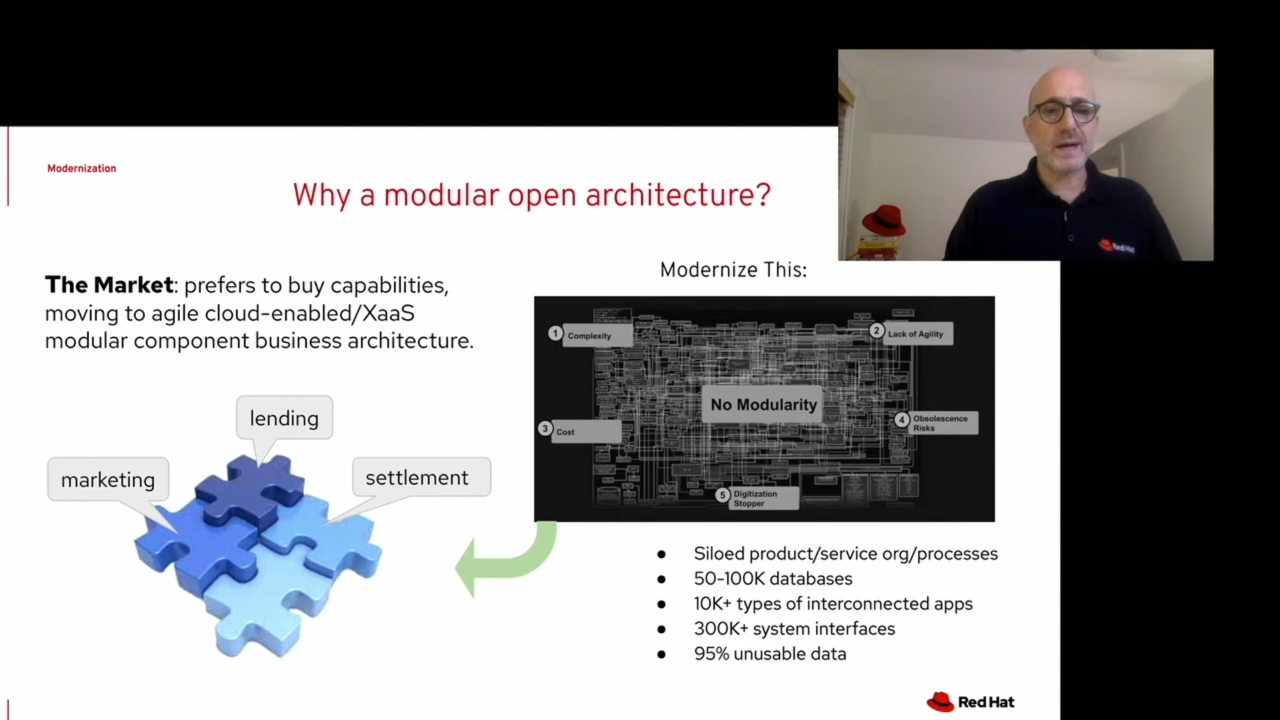 Modernization
Why a modular open architecture?
The Market: prefers to buy capabilities,
moving to agile cloud-enabled/XaaS
modular component business architecture.
lending
marketing
settlement
Modernize This:
1 Complexity
2 Lack of Agility
No Modularity
3 Cost
4 Obsolescence
Risks
5 Digitization
Stopper
● Siloed product/service org/processes
● 50-100K databases
● 10K+ types of interconnected apps
● 300K+ system interfaces
● 95% unusable data
Red Hat
Red Hat